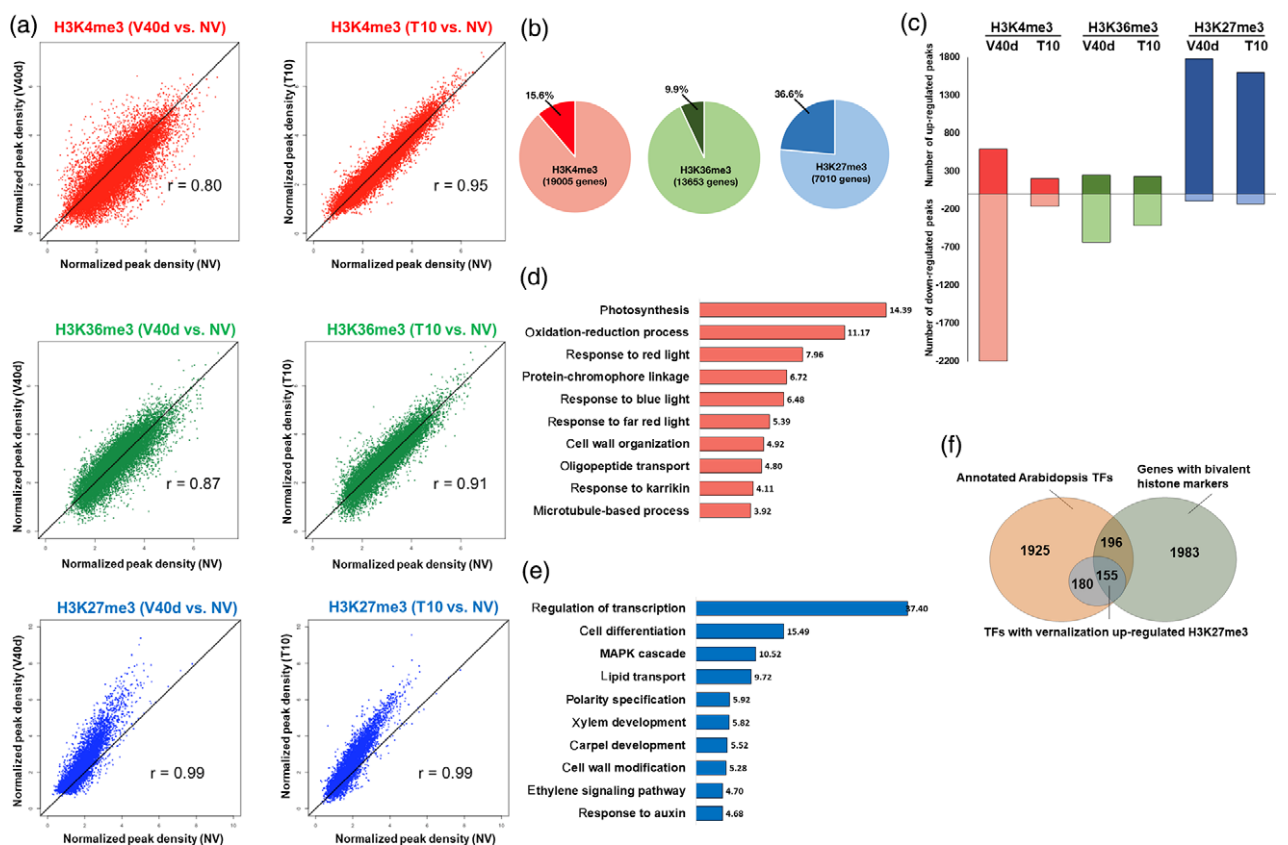 (a)
H3K4me3 (V40d vs. NV)
Normalized peak density (V40d)
r = 0.80
Normalized peak density (NV)
H3K4me3 (T10 vs. NV)
Normalized peak density (T10)
r = 0.95
Normalized peak density (NV)
H3K36me3 (V40d vs. NV)
Normalized peak density (V40d)
r = 0.87
Normalized peak density (NV)
H3K36me3 (T10 vs. NV)
Normalized peak density (T10)
r = 0.91
Normalized peak density (NV)
H3K27me3 (V40d vs. NV)
Normalized peak density (V40d)
r = 0.99
0 2 4 6 8 10
Normalized peak density (NV)
H3K27me3 (T10 vs. NV)
Normalized peak density (T10)
r = 0.99
0 2 4 6 8 10
Normalized peak density (NV)
(b)
15.6%
H3K4me3
(19005 genes)
9.9%
H3K36me3
(13653 genes)
36.6%
H3K27me3
(7010 genes)
(c)
H3K4me3 H3K36me3 H3K27me3
V40d T10 V40d T10 V40d T10
Number of up-regulated peaks
Number of down-regulated peaks
1800
1300
800
300
-200
-700
-1200
-1700
-2200
(d)
Photosynthesis 14.39
Oxidation-reduction process 11.17
Response to red light 7.96
Protein-chromophore linkage 6.72
Response to blue light 6.48
Response to far red light 5.39
Cell wall organization 4.92
Oligopeptide transport 4.80
Response to karrikin 4.11
Microtubule-based process 3.92
(e)
Regulation of transcription 37.40
Cell differentiation 15.49
MAPK cascade 10.52
Lipid transport 9.72
Polarity specification 5.92
Xylem development 5.82
Carpel development 5.52
Cell wall modification 5.28
Ethylene signaling pathway 4.70
Response to auxin 4.68
(f)
Annotated Arabidopsis TFs
Genes with bivalent
histone markers
1925
196
1983
180
155
TFs with vernalization up-regulated H3K27me3